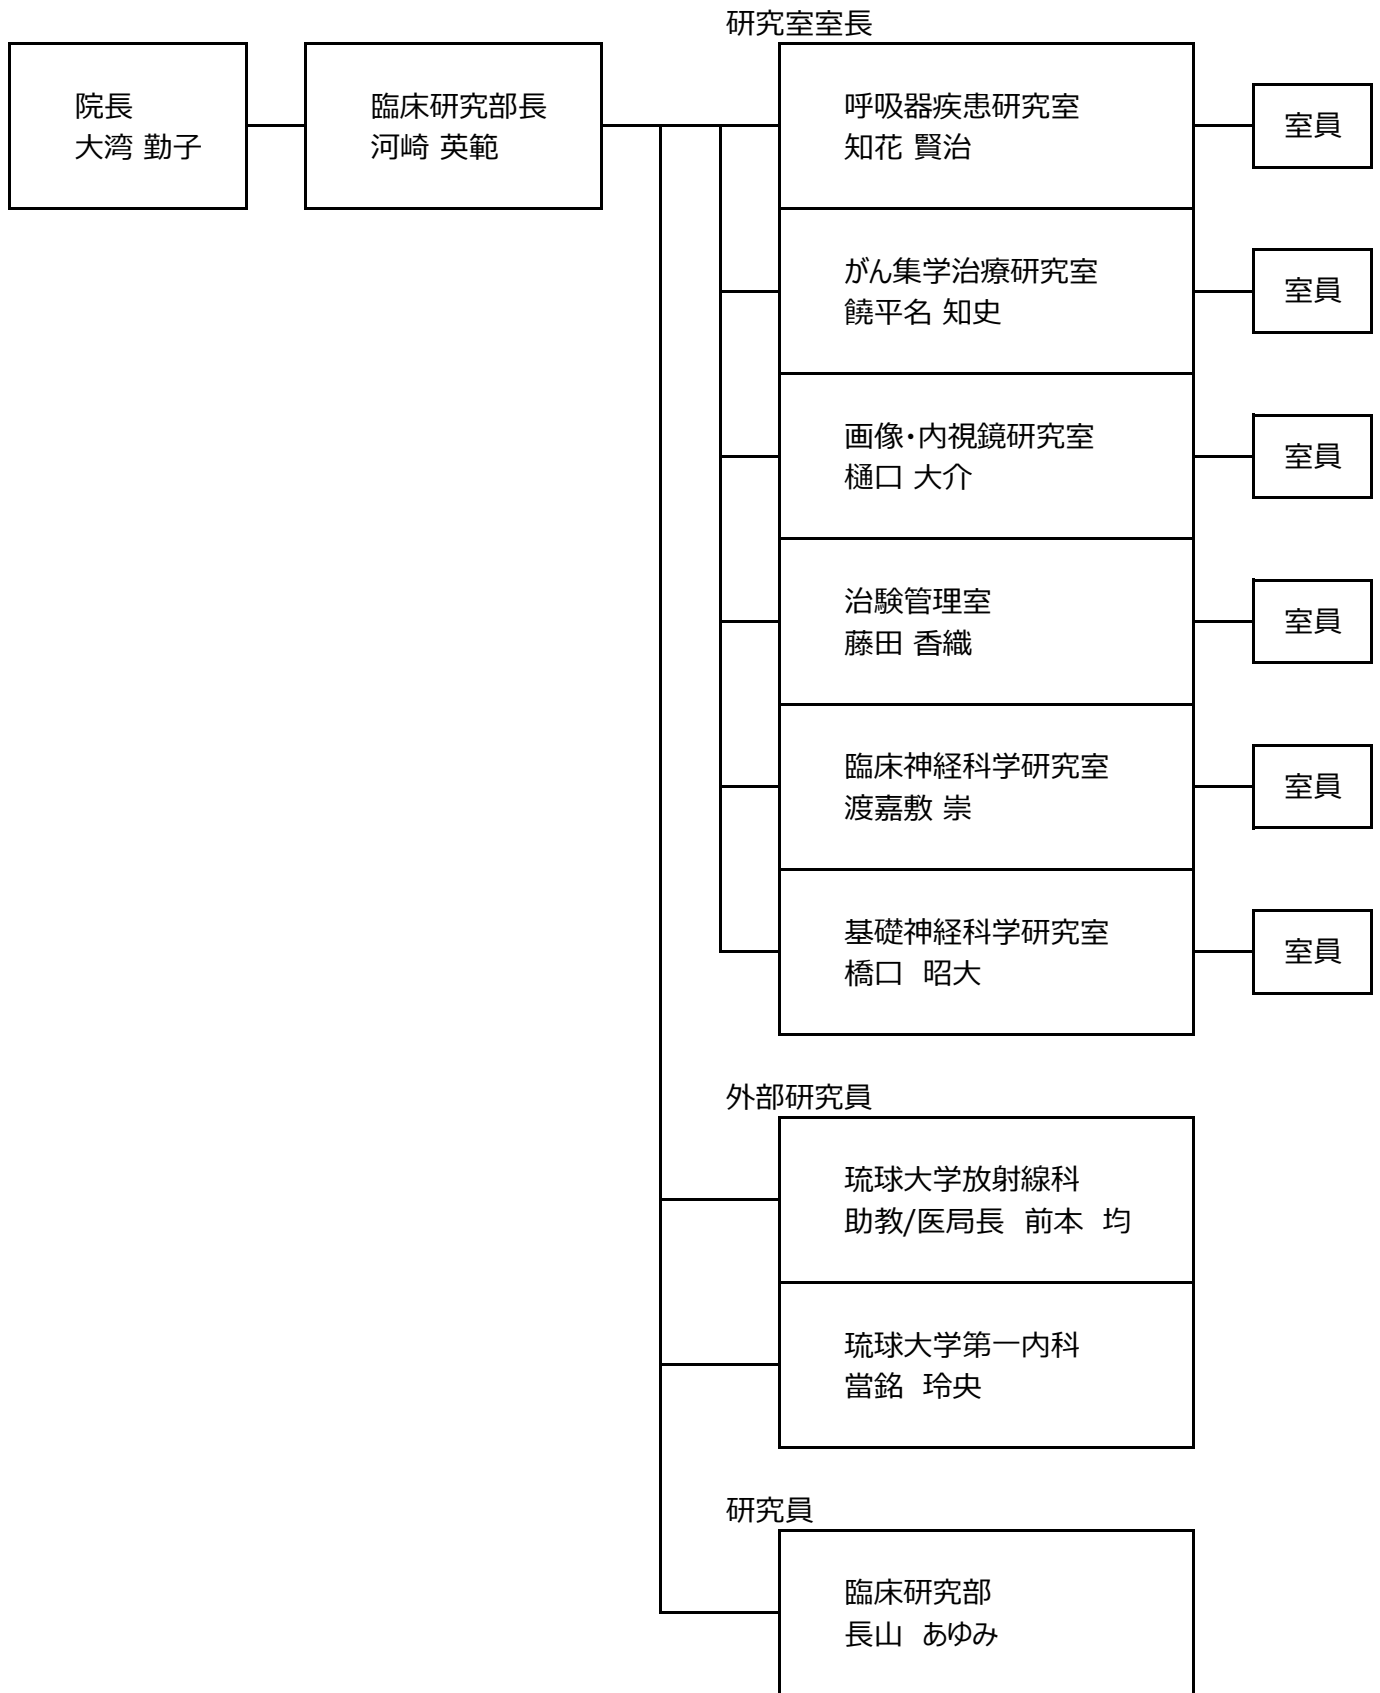 研究室室長
院長
大湾 勤子
臨床研究部長
河崎 英範
呼吸器疾患研究室
知花 賢治
室員
がん集学治療研究室
饒平名 知史
室員
画像・内視鏡研究室
樋口 大介
室員
治験管理室
藤田 香織
室員
臨床神経科学研究室
渡嘉敷 崇
室員
基礎神経科学研究室
橋口 昭大
室員
外部研究員
琉球大学放射線科
助教/医局長 前本 均
琉球大学第一内科
當銘 玲央
研究員
臨床研究部
長山 あゆみ